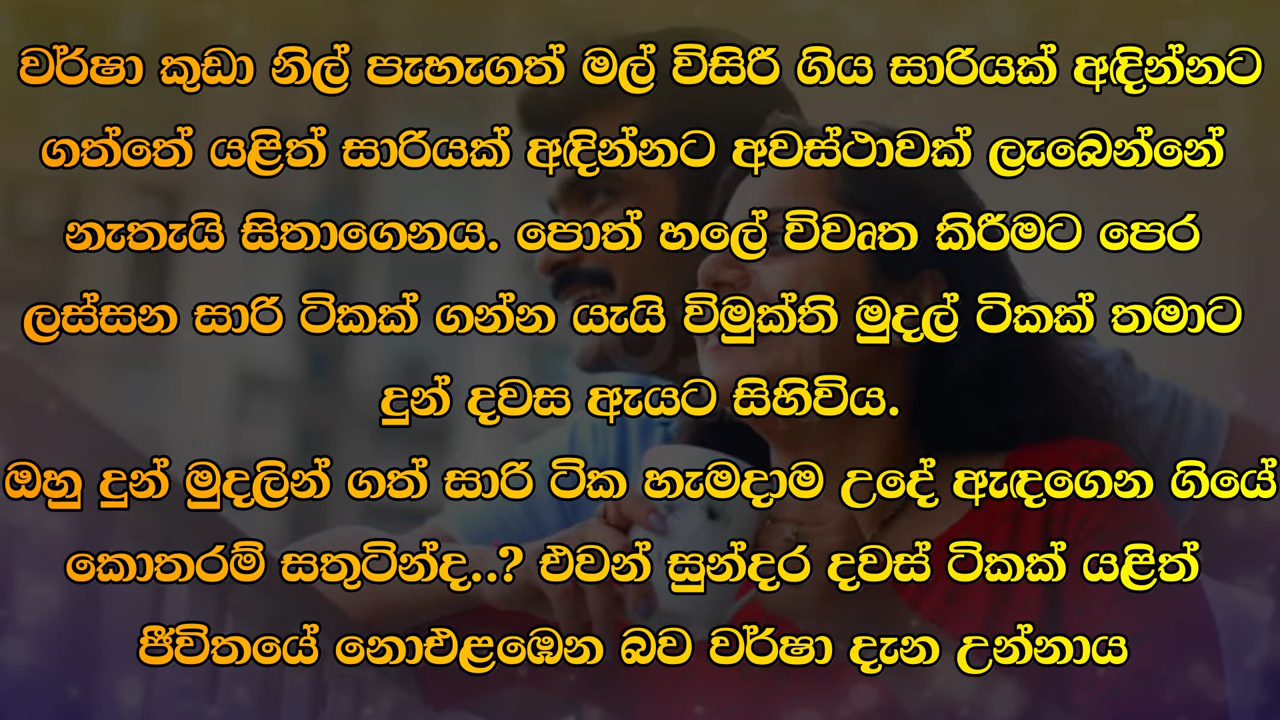 වර්ෂා කුඩා නිල් පැහැගත් මල් විසිරී ගිය සාරියක් අඳින්නට
ගත්තේ යළිත් සාරියක් අඳින්නට අවස්ථාවක් ලැබෙන්නේ
නැතැයි සිතාගෙනය. පොත් හලේ විවෘත කිරීමට පෙර
ලස්සන සාරි ටිකක් ගන්න යැයි විමුක්ති මුදල් ටිකක් තමාට
දුන් දවස ඇයට සිහිවිය.
ඔහු දුන් මුදලින් ගත් සාරි ටික හැමදාම උදේ ඇඳගෙන ගියේ
කොතරම් සතුටින්ද..? එවන් සුන්දර දවස් ටිකක් යළිත්
ජීවිතයේ නොඑළඹෙන බව වර්ෂා දැන උන්නාය